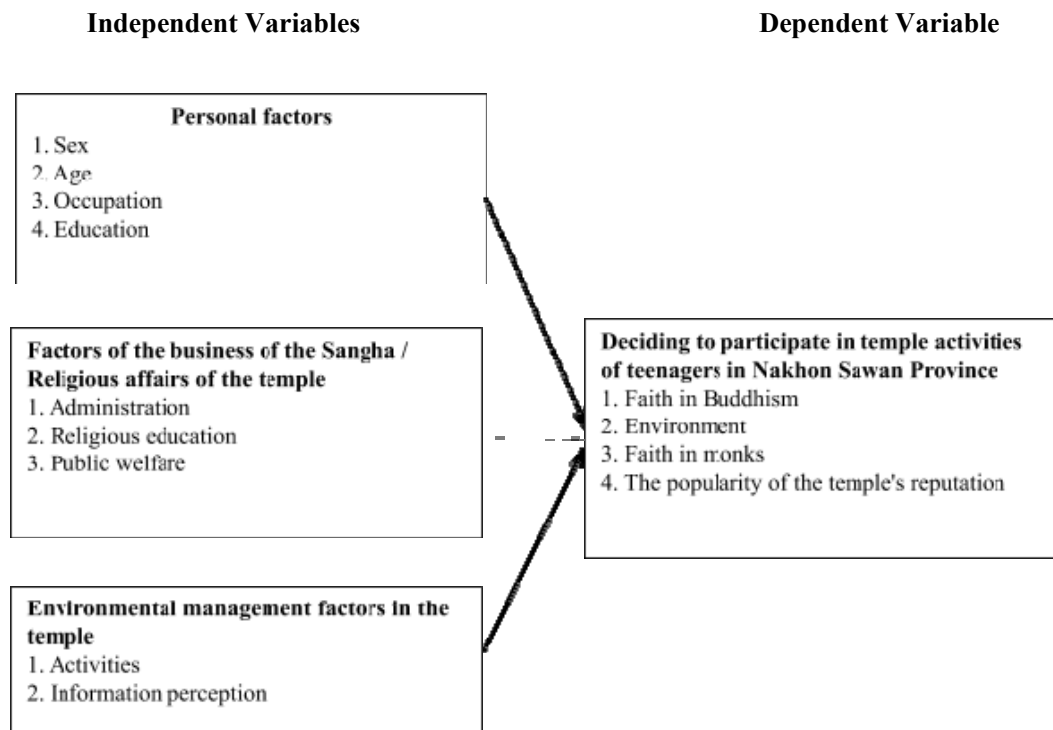 Independent Variables
Dependent Variable
Personal factors
1. Sex
2. Age
3. Occupation
4. Education
Factors of the business of the Sangha /
Religious affairs of the temple
1. Administration
2. Religious education
3. Public welfare
Environmental management factors in the
temple
1. Activities
2. Information perception
Deciding to participate in temple activities
of teenagers in Nakhon Sawan Province
1. Faith in Buddhism
2. Environment
3. Faith in monks
4. The popularity of the temple's reputation